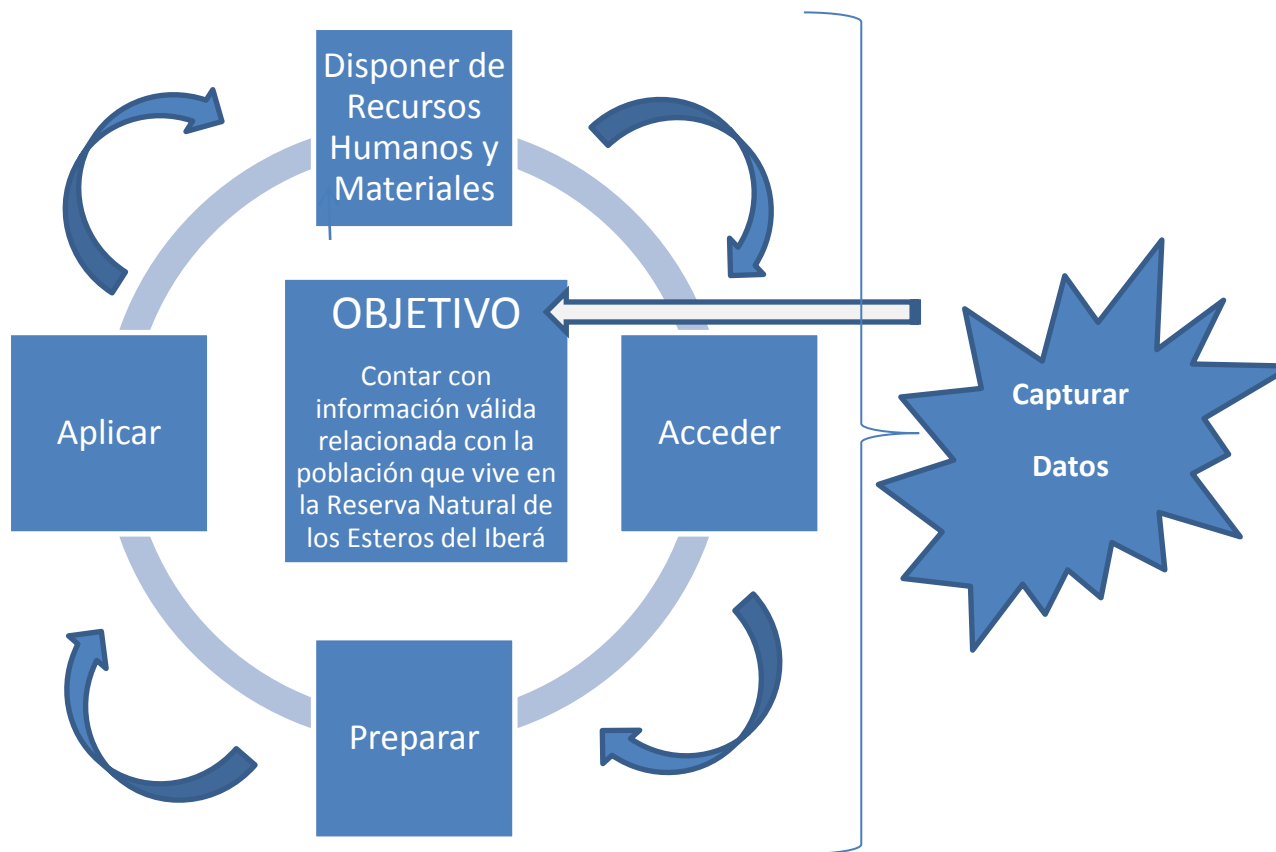 Disponer de
Recursos
Humanos y
Materiales
OBJETIVO
Contar con
información válida
relacionada con la
población que vive en
la Reserva Natural de
los Esteros del Iberá
Aplicar
Acceder
Capturar
Datos
Preparar